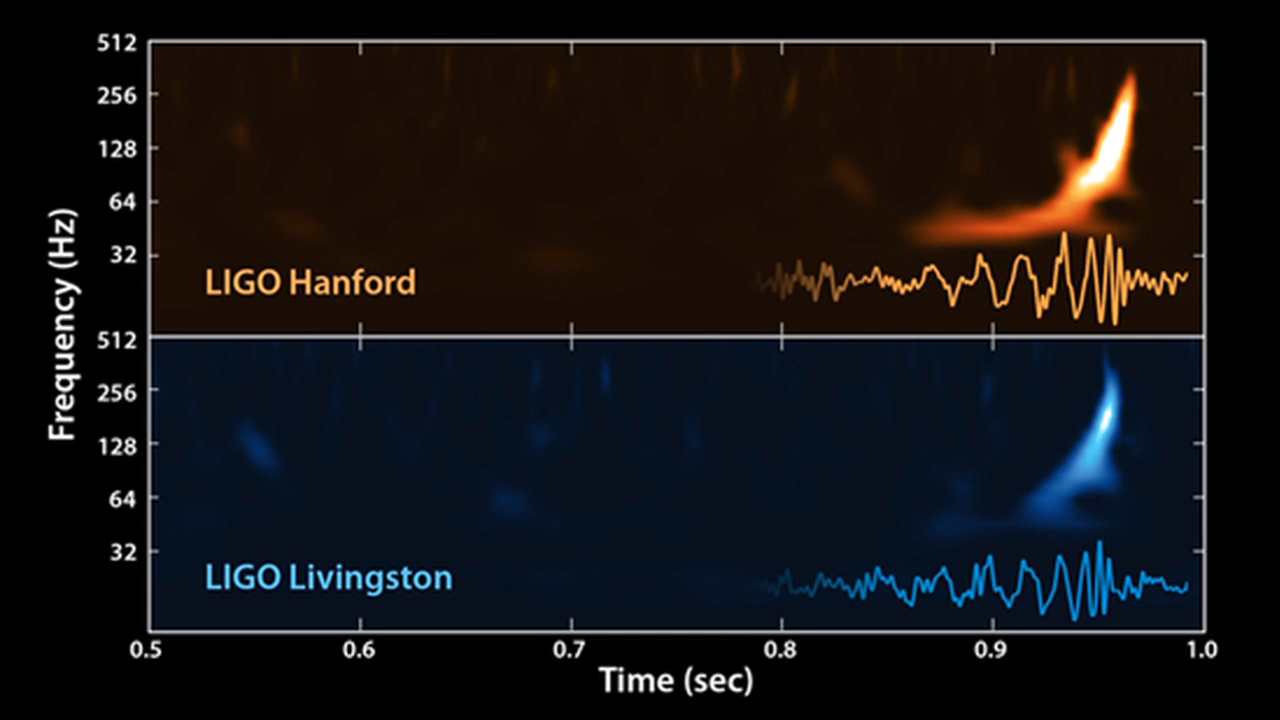 Frequency (Hz)
512
256
128
64
32
LIGO Hanford
512
256
128
64
32
LIGO Livingston
0.5 0.6 0.7 0.8 0.9 1.0
Time (sec)